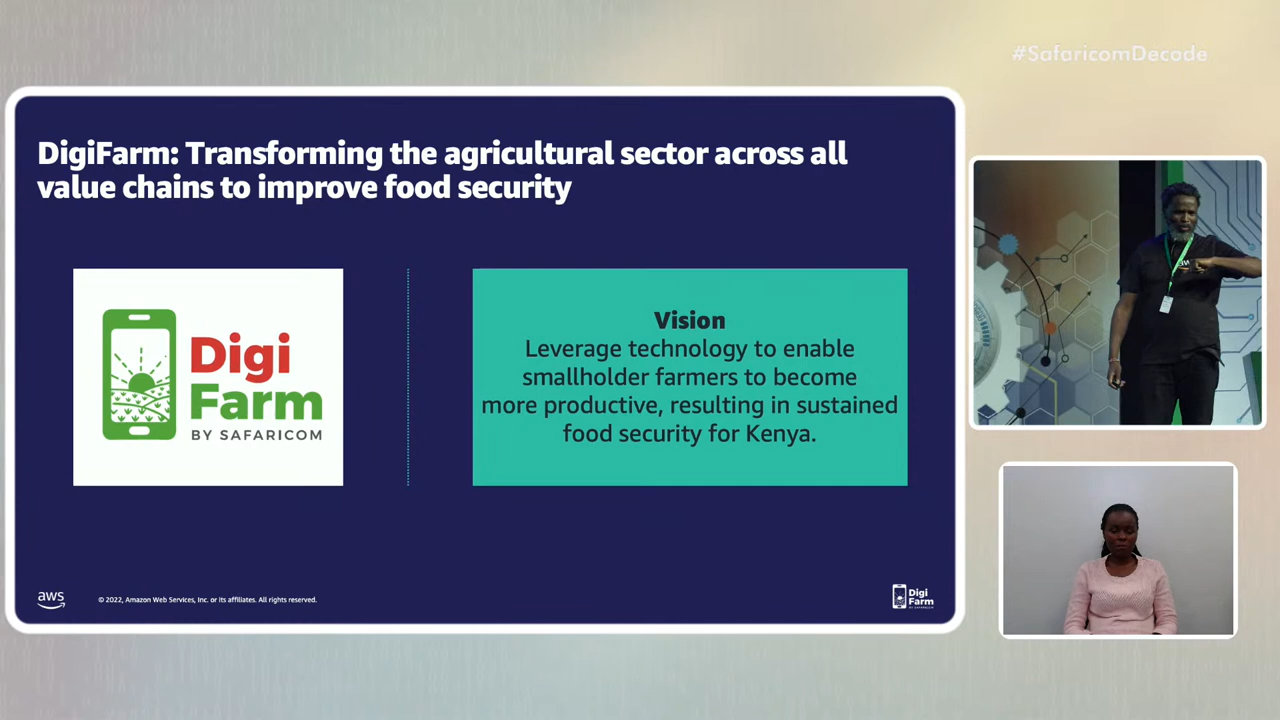 #SafaricomDecade
DigiFarm: Transforming the agricultural sector across all
value chains to improve food security
Digi
Farm
BY SAFARICOM
Vision
Leverage technology to enable
smallholder farmers to become
more productive, resulting in sustained
food security for Kenya.
aws
© 2022, Amazon Web Services, Inc. or its affiliates. All rights reserved.
Digi
Farm
BY SAFARICOM